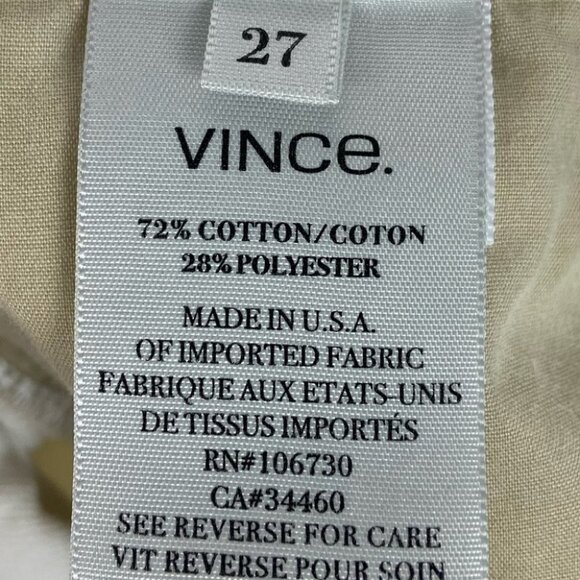 27
VINCe.
72% COTTON/COTON
28% POLYESTER
MADE IN U.S.A.
OF IMPORTED FABRIC
FABRIQUE AUX ETATS-UNIS
DE TISSUS IMPORTÉS
RN#106730
CA#34460
SEE REVERSE FOR CARE
VIT REVERSE POUR SOIN